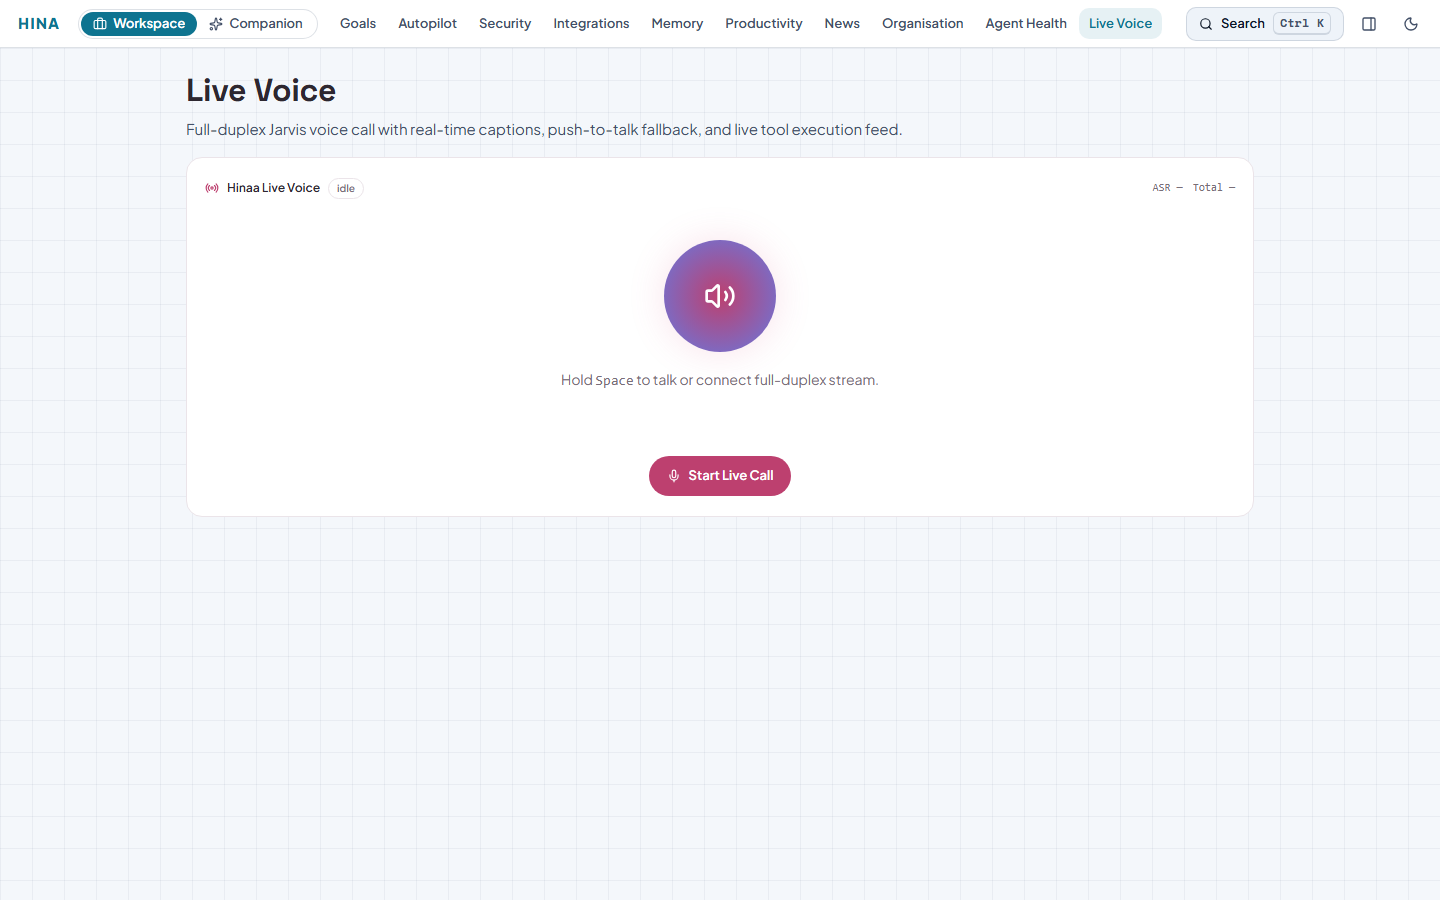 HINA Workspace Companion Goals Autopilot Security Integrations Memory Productivity News Organisation Agent Health Live Voice Search Ctrl K
Live Voice
Full-duplex Jarvis voice call with real-time captions, push-to-talk fallback, and live tool execution feed.
Hinaa Live Voice idle ASR — Total —
Hold Space to talk or connect full-duplex stream.
Start Live Call